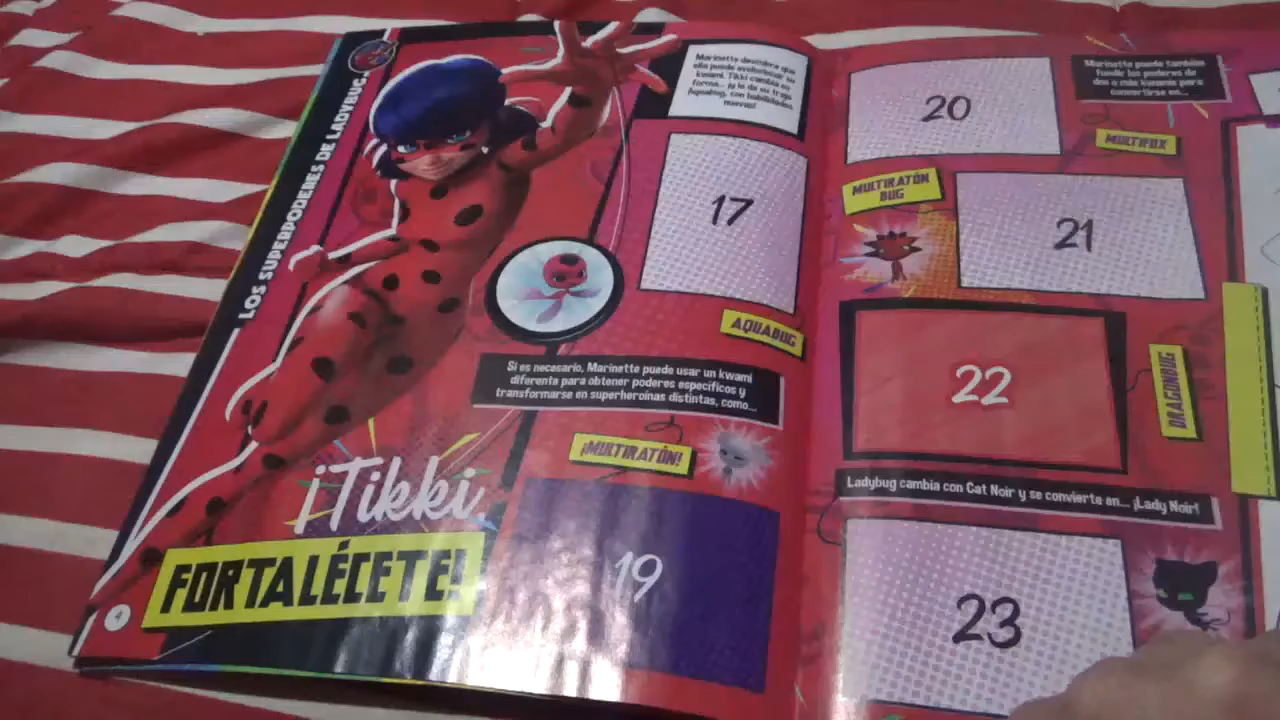 LOS SUPERPODERES DE LADYBUG
Marinette descubre que
ella puede evolucionar su
kwami. Tikki cambia su
forma... ¡y le da su traje
Aquabug, con habilidades
nuevas!
17
AQUABUG
Si es necesario, Marinette puede usar un kwami
diferente para obtener poderes específicos y
transformarse en superheroínas distintas, como...
¡MULTIRATÓN!
19
¡Tikki,
FORTALÉCETE!
4
Marinette puede también
fundir los poderes de
dos o más kwamis para
convertirse en...
20
MULTIFOX
MULTIRATÓN
BUG
21
22
DRAGONBUG
Ladybug cambia con Cat Noir y se convierte en... ¡Lady Noir!
23